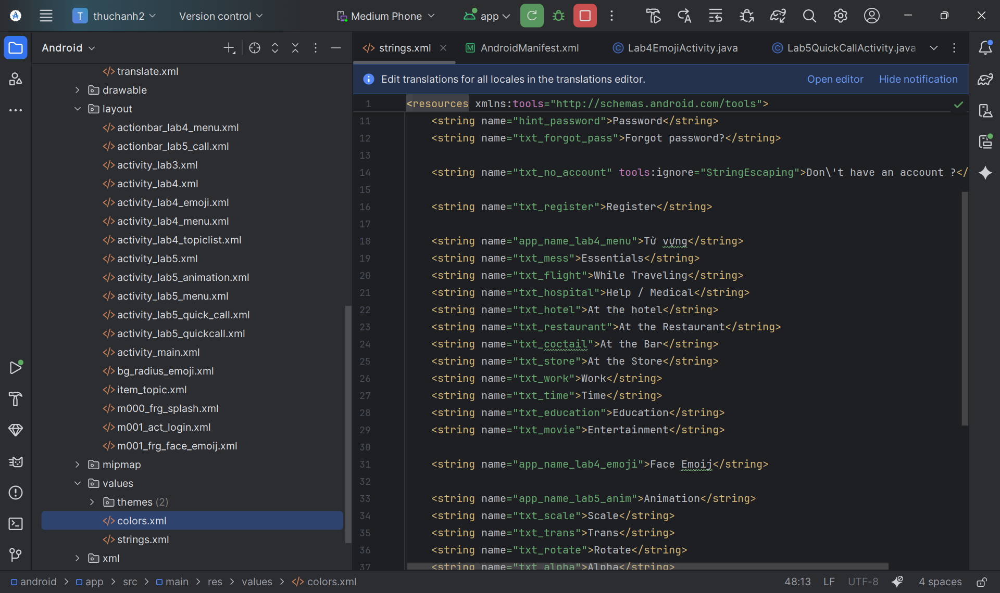 T thuchanh2 Version control Medium Phone app
Android
strings.xml AndroidManifest.xml Lab4EmojiActivity.java Lab5QuickCallActivity.java
Edit translations for all locales in the translations editor. Open editor Hide notification
translate.xml
drawable
layout
actionbar_lab4_menu.xml
actionbar_lab5_call.xml
activity_lab3.xml
activity_lab4.xml
activity_lab4_emoji.xml
activity_lab4_menu.xml
activity_lab4_topiclist.xml
activity_lab5.xml
activity_lab5_animation.xml
activity_lab5_menu.xml
activity_lab5_quick_call.xml
activity_lab5_quickcall.xml
activity_main.xml
bg_radius_emoji.xml
item_topic.xml
m000_frg_splash.xml
m001_act_login.xml
m001_frg_face_emoij.xml
mipmap
values
themes (2)
colors.xml
strings.xml
xml
1 <resources xmlns:tools="http://schemas.android.com/tools">
11 <string name="hint_password">Password</string>
12 <string name="txt_forgot_pass">Forgot password?</string>
13
14 <string name="txt_no_account" tools:ignore="StringEscaping">Don\'t have an account ?</
15
16 <string name="txt_register">Register</string>
17
18 <string name="app_name_lab4_menu">Từ vựng</string>
19 <string name="txt_mess">Essentials</string>
20 <string name="txt_flight">While Traveling</string>
21 <string name="txt_hospital">Help / Medical</string>
22 <string name="txt_hotel">At the hotel</string>
23 <string name="txt_restaurant">At the Restaurant</string>
24 <string name="txt_coctail">At the Bar</string>
25 <string name="txt_store">At the Store</string>
26 <string name="txt_work">Work</string>
27 <string name="txt_time">Time</string>
28 <string name="txt_education">Education</string>
29 <string name="txt_movie">Entertainment</string>
30
31 <string name="app_name_lab4_emoji">Face Emoij</string>
32
33 <string name="app_name_lab5_anim">Animation</string>
34 <string name="txt_scale">Scale</string>
35 <string name="txt_trans">Trans</string>
36 <string name="txt_rotate">Rotate</string>
37 <string name="txt_alpha">Alpha</string>
android > app > src > main > res > values > colors.xml 48:13 LF UTF-8 4 spaces